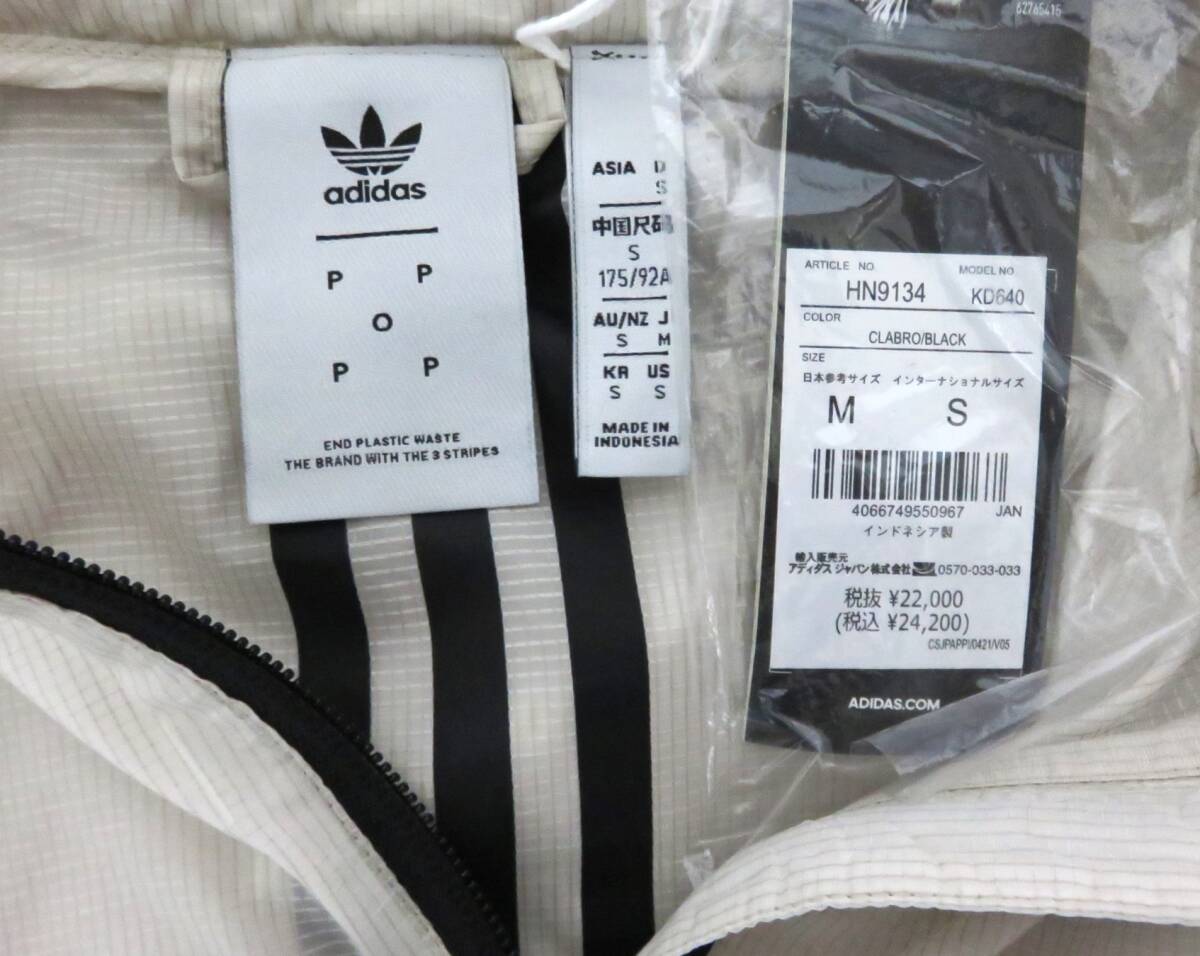 adidas
P P
O
P P
END PLASTIC WASTE
THE BRAND WITH THE 3 STRIPES
ASIA
S
中国尺码
S
175/92A
AU/NZ J
S M
KR US
S S
MADE IN
INDONESIA
62765415
ARTICLE NO. MODEL NO.
HN9134 KD640
COLOR
CLABRO/BLACK
SIZE
日本参考サイズ インターナショナルサイズ
M S
4066749550967 JAN
インドネシア製
輸入販売元
アディダス ジャパン株式会社 0570-033-033
税抜 ¥22,000
(税込 ¥24,200)
CSJPAPPI/0421/V05
ADIDAS.COM